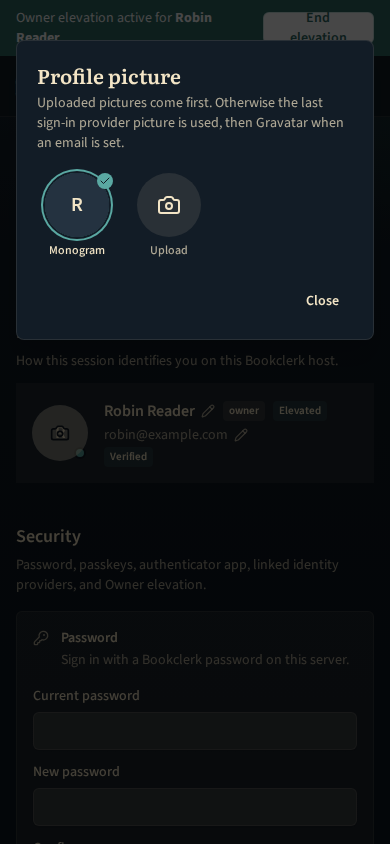 Owner elevation active for Robin
Reader
End
elevation
Profile picture
Uploaded pictures come first. Otherwise the last
sign-in provider picture is used, then Gravatar when
an email is set.
R
Monogram
Upload
Close
How this session identifies you on this Bookclerk host.
Robin Reader
owner
Elevated
robin@example.com
Verified
Security
Password, passkeys, authenticator app, linked identity
providers, and Owner elevation.
Password
Sign in with a Bookclerk password on this server.
Current password
New password